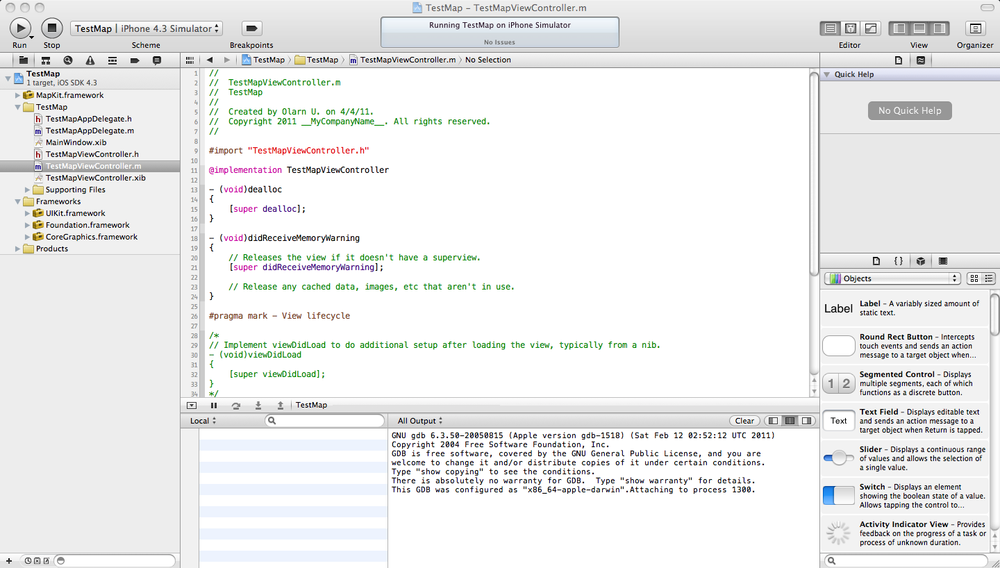 TestMap – TestMapViewController.m
TestMap | iPhone 4.3 Simulator
Running TestMap on iPhone Simulator
No Issues
Run
Stop
Scheme
Breakpoints
Editor
View
Organizer
TestMap
1 target, iOS SDK 4.3
MapKit.framework
TestMap
h TestMapAppDelegate.h
m TestMapAppDelegate.m
MainWindow.xib
h TestMapViewController.h
m TestMapViewController.m
TestMapViewController.xib
Supporting Files
Frameworks
UIKit.framework
Foundation.framework
CoreGraphics.framework
Products
TestMap
TestMap
m TestMapViewController.m
No Selection
1 //
2 //  TestMapViewController.m
3 //  TestMap
4 //
5 //  Created by Olarn U. on 4/4/11.
6 //  Copyright 2011 __MyCompanyName__. All rights reserved.
7 //
8
9 #import "TestMapViewController.h"
10
11 @implementation TestMapViewController
12
13 - (void)dealloc
14 {
15     [super dealloc];
16 }
17
18 - (void)didReceiveMemoryWarning
19 {
20     // Releases the view if it doesn't have a superview.
21     [super didReceiveMemoryWarning];
22
23     // Release any cached data, images, etc that aren't in use.
24 }
25
26 #pragma mark - View lifecycle
27
28 /*
29 // Implement viewDidLoad to do additional setup after loading the view, typically from a nib.
30 - (void)viewDidLoad
31 {
32     [super viewDidLoad];
33 }
34 */
TestMap
Local
All Output
Clear
GNU gdb 6.3.50-20050815 (Apple version gdb-1518) (Sat Feb 12 02:52:12 UTC 2011)
Copyright 2004 Free Software Foundation, Inc.
GDB is free software, covered by the GNU General Public License, and you are
welcome to change it and/or distribute copies of it under certain conditions.
Type "show copying" to see the conditions.
There is absolutely no warranty for GDB.  Type "show warranty" for details.
This GDB was configured as "x86_64-apple-darwin".Attaching to process 1300.
Quick Help
No Quick Help
{ }
Objects
Label
Label – A variably sized amount of
static text.
Round Rect Button – Intercepts
touch events and sends an action
message to a target object when...
1 2
Segmented Control – Displays
multiple segments, each of which
functions as a discrete button.
Text
Text Field – Displays editable text
and sends an action message to a
target object when Return is tapped.
Slider – Displays a continuous range
of values and allows the selection of
a single value.
Switch – Displays an element
showing the boolean state of a value.
Allows tapping the control to...
Activity Indicator View – Provides
feedback on the progress of a task or
process of unknown duration.